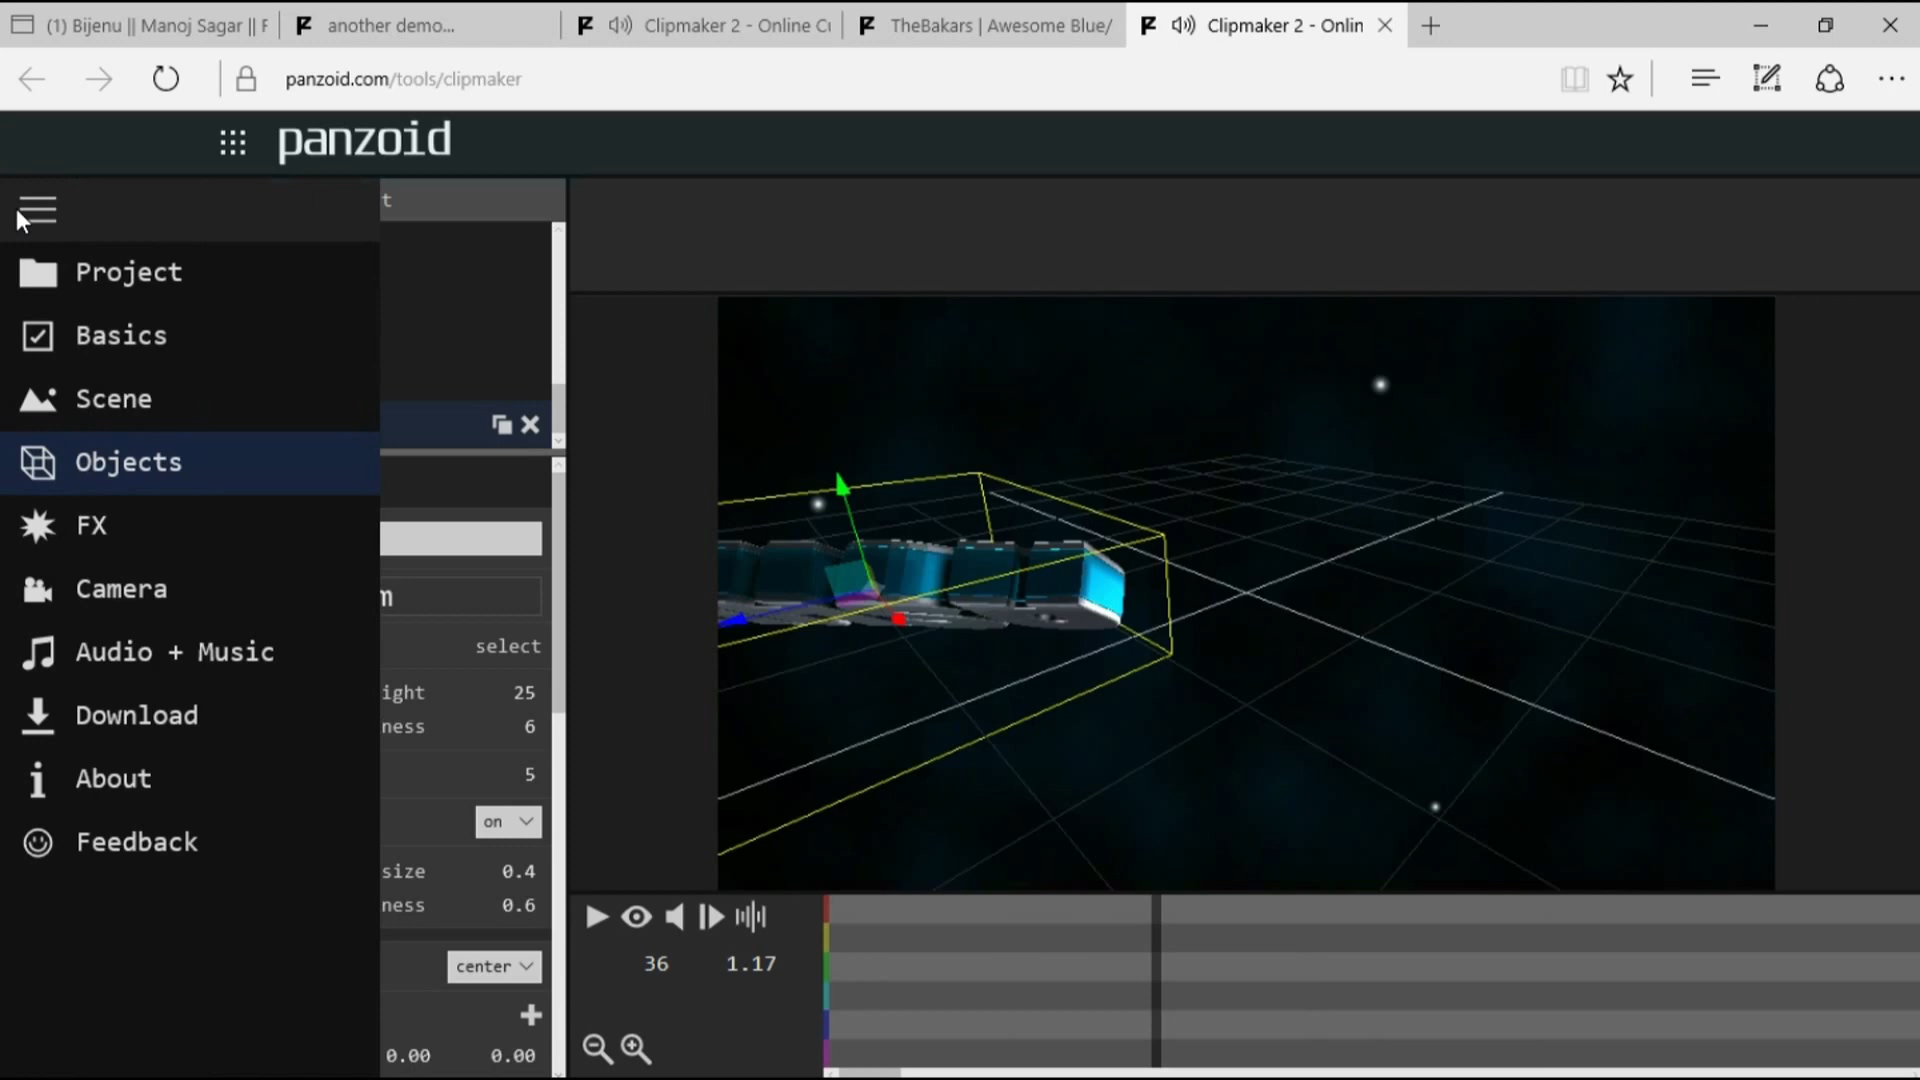 (1) Bijenu || Manoj Sagar || F
another demo...
Clipmaker 2 - Online Cu
TheBakars | Awesome Blue/
Clipmaker 2 - Onlin
panzoid.com/tools/clipmaker
panzoid
t
Project
Basics
Scene
Objects
FX
m
Camera
select
Audio + Music
ight 25
Download
ness 6
About
5
on
Feedback
size 0.4
ness 0.6
center
36 1.17
0.00 0.00